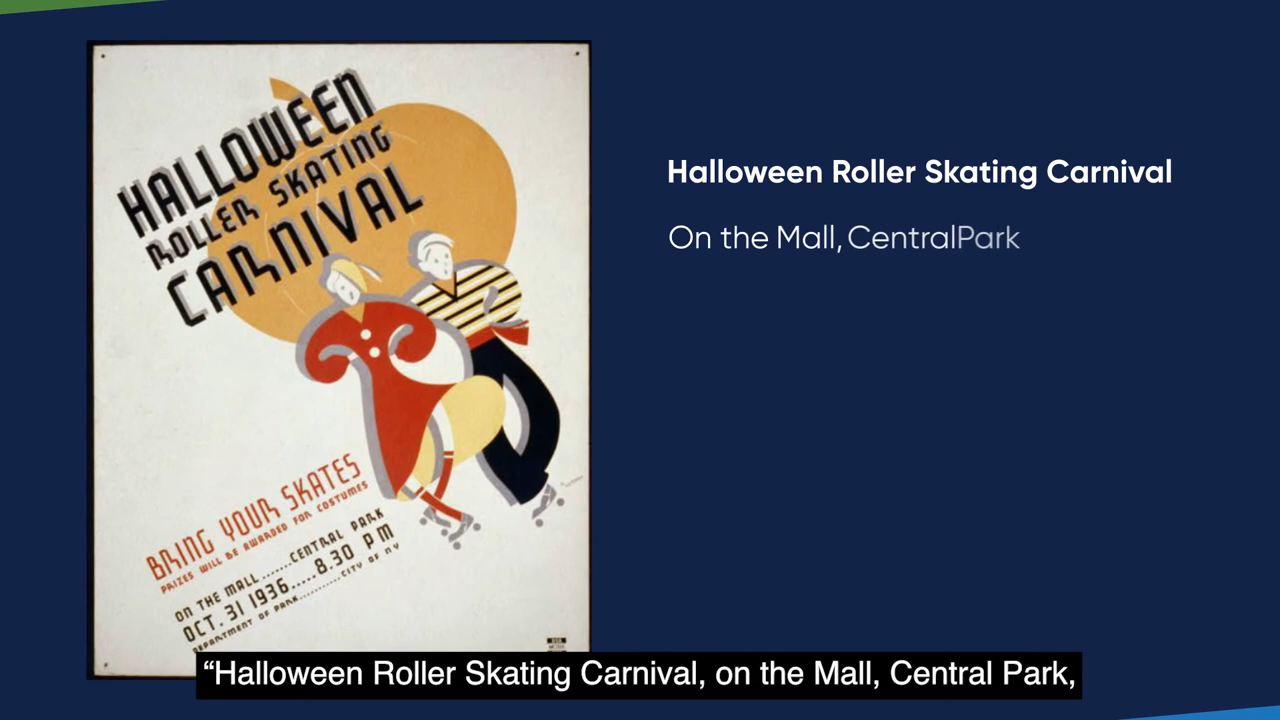 HALLOWEEN
ROLLER SKATING
CARNIVAL
BRING YOUR SKATES
PRIZES WILL BE AWARDED FOR COSTUMES
ON THE MALL.......CENTRAL PARK
OCT. 31 1936.....8.30 PM
DEPARTMENT OF PARK...........CITY OF NY
Halloween Roller Skating Carnival
On the Mall, CentralPark
“Halloween Roller Skating Carnival, on the Mall, Central Park,